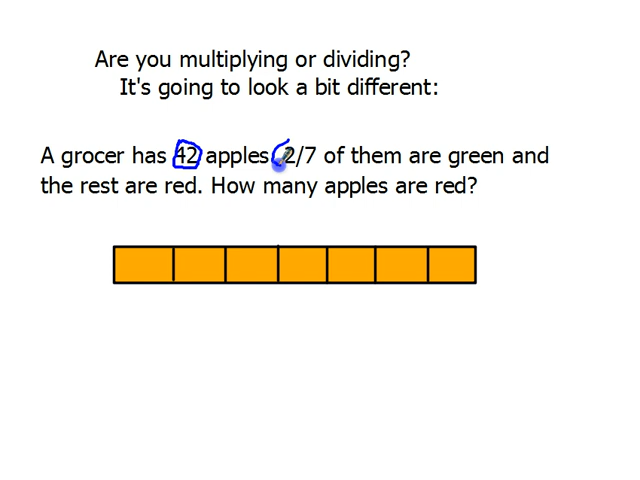 Are you multiplying or dividing?
It's going to look a bit different:
A grocer has 42 apples 2/7 of them are green and
the rest are red. How many apples are red?